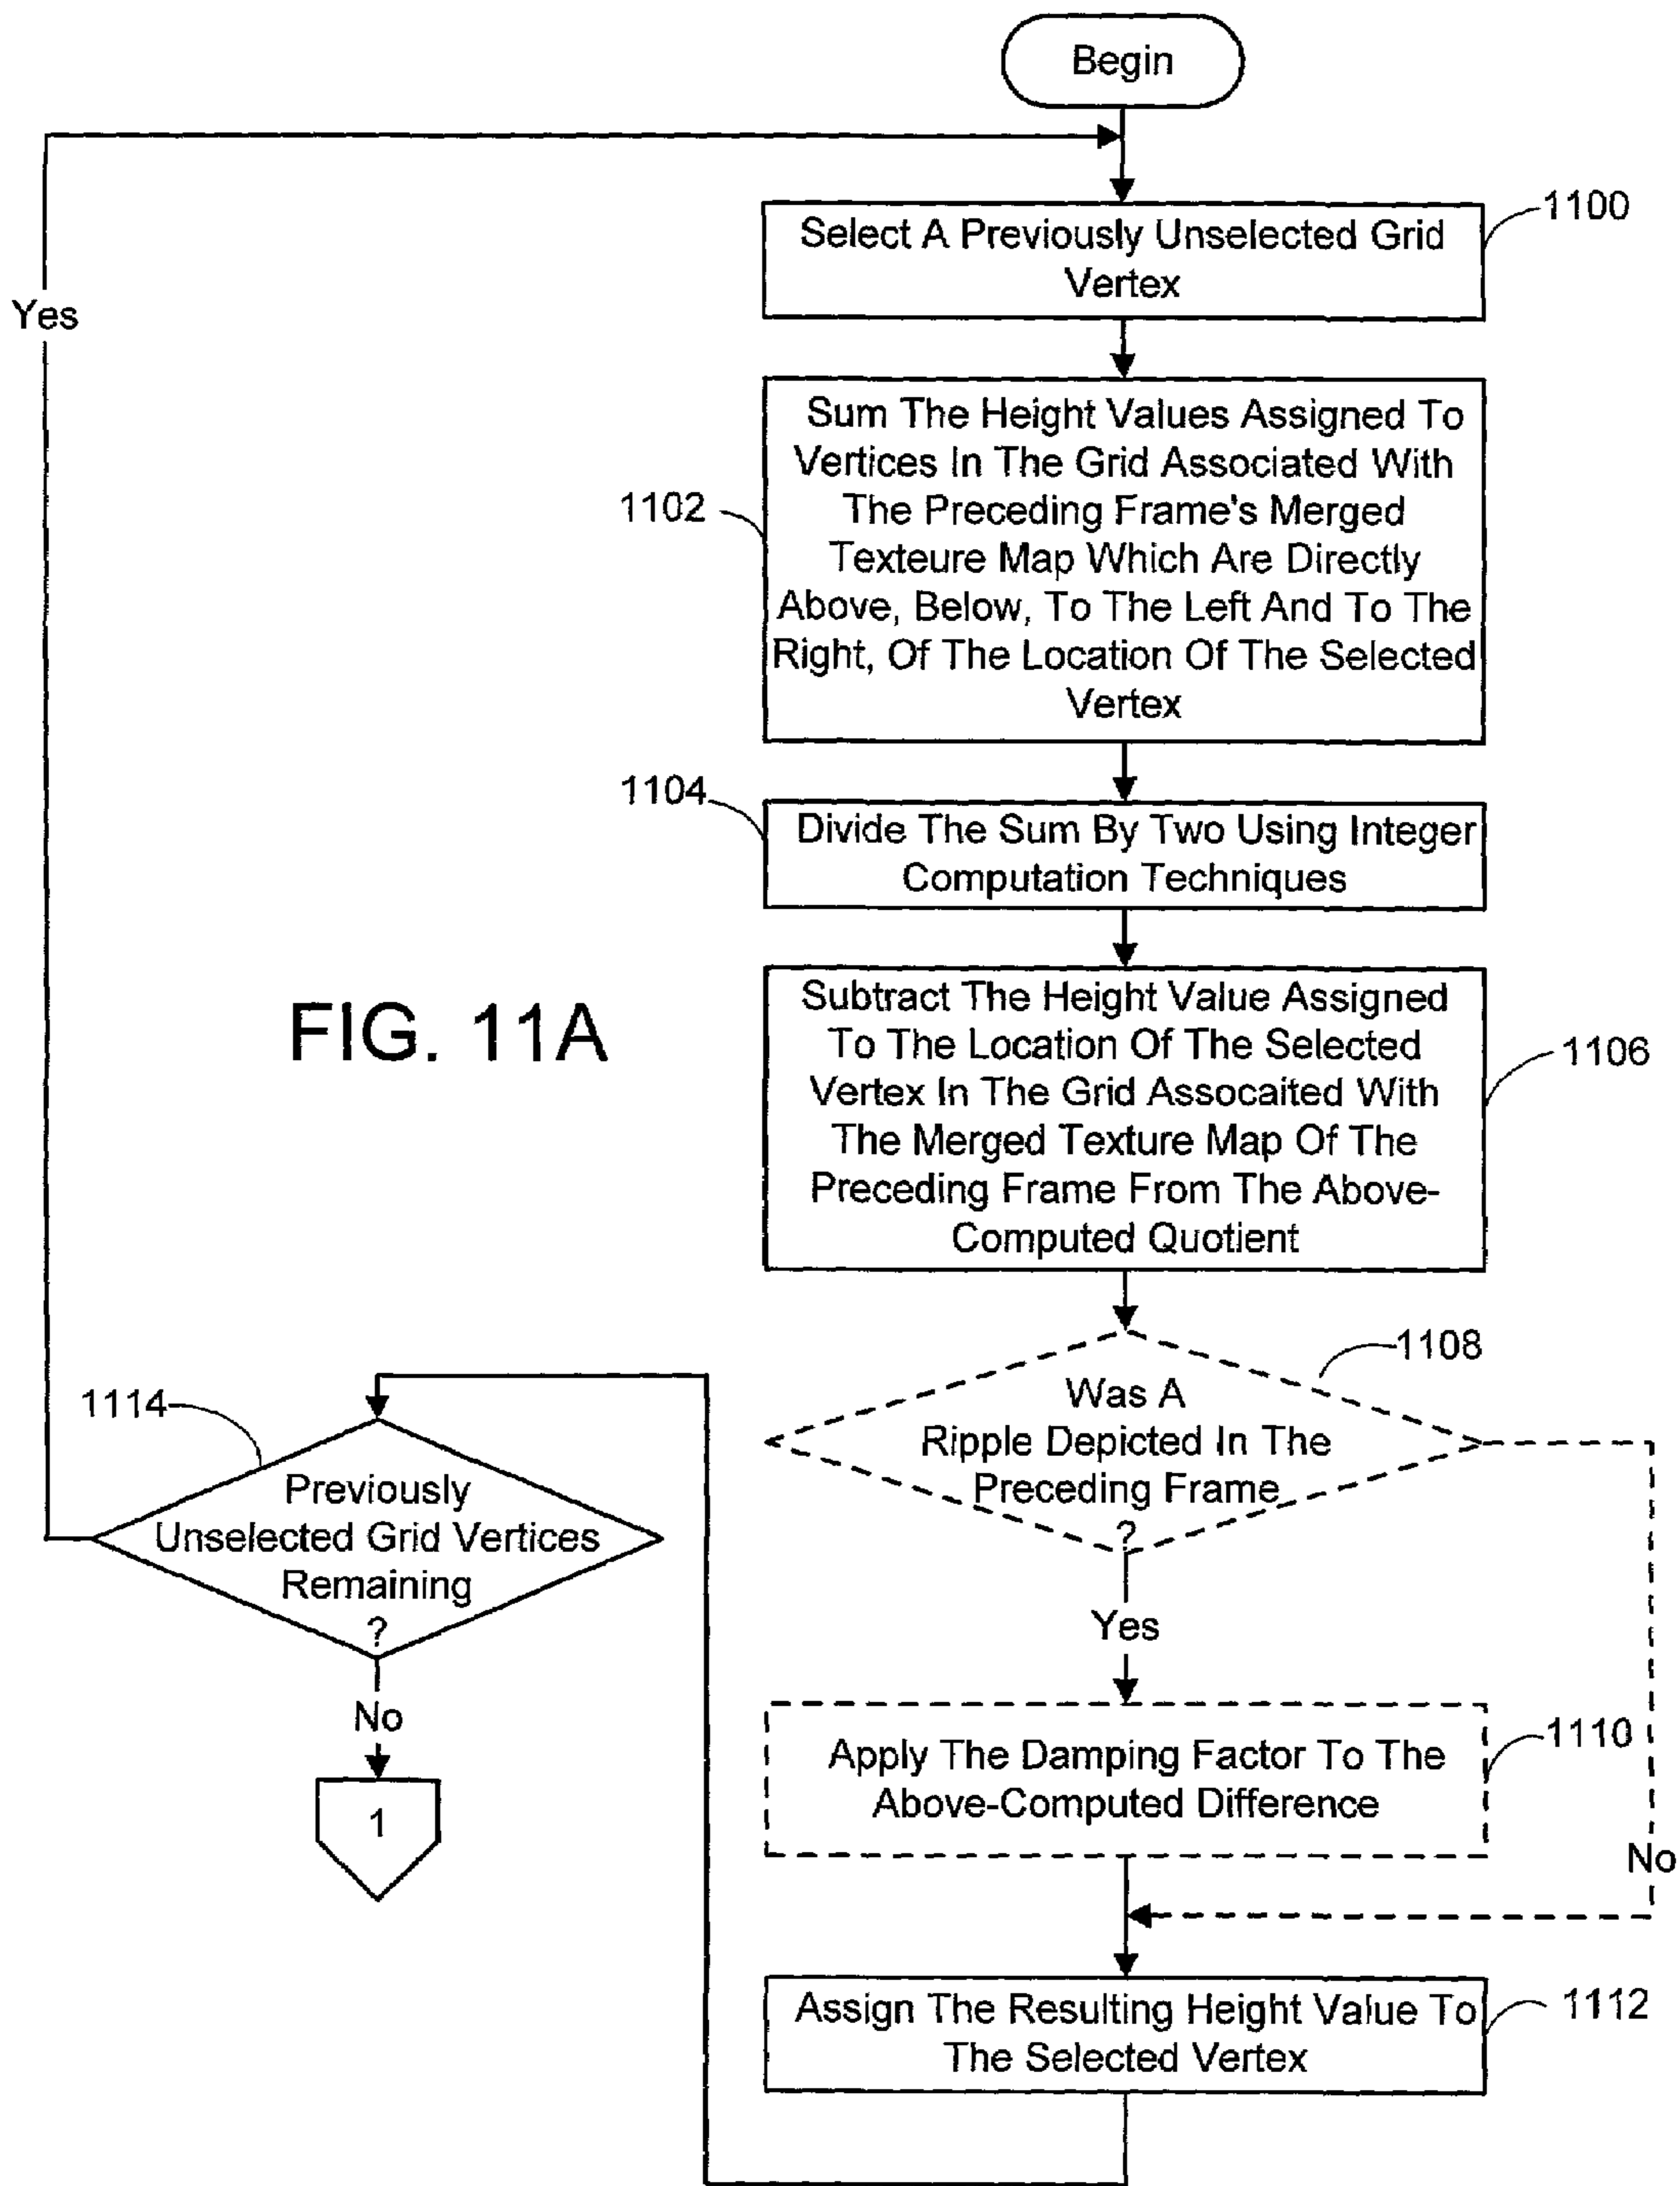 Begin
Yes
1100
Select A Previously Unselected Grid
Vertex
1102
Sum The Height Values Assigned To
Vertices In The Grid Associated With
The Preceding Frame's Merged
Texteure Map Which Are Directly
Above, Below, To The Left And To The
Right, Of The Location Of The Selected
Vertex
1104
Divide The Sum By Two Using Integer
Computation Techniques
FIG. 11A
Subtract The Height Value Assigned
To The Location Of The Selected
Vertex In The Grid Assocaited With
The Merged Texture Map Of The
Preceding Frame From The Above-
Computed Quotient
1106
1108
Was A
Ripple Depicted In The
Preceding Frame
?
Yes
No
1110
Apply The Damping Factor To The
Above-Computed Difference
1112
Assign The Resulting Height Value To
The Selected Vertex
1114
Previously
Unselected Grid Vertices
Remaining
?
No
1